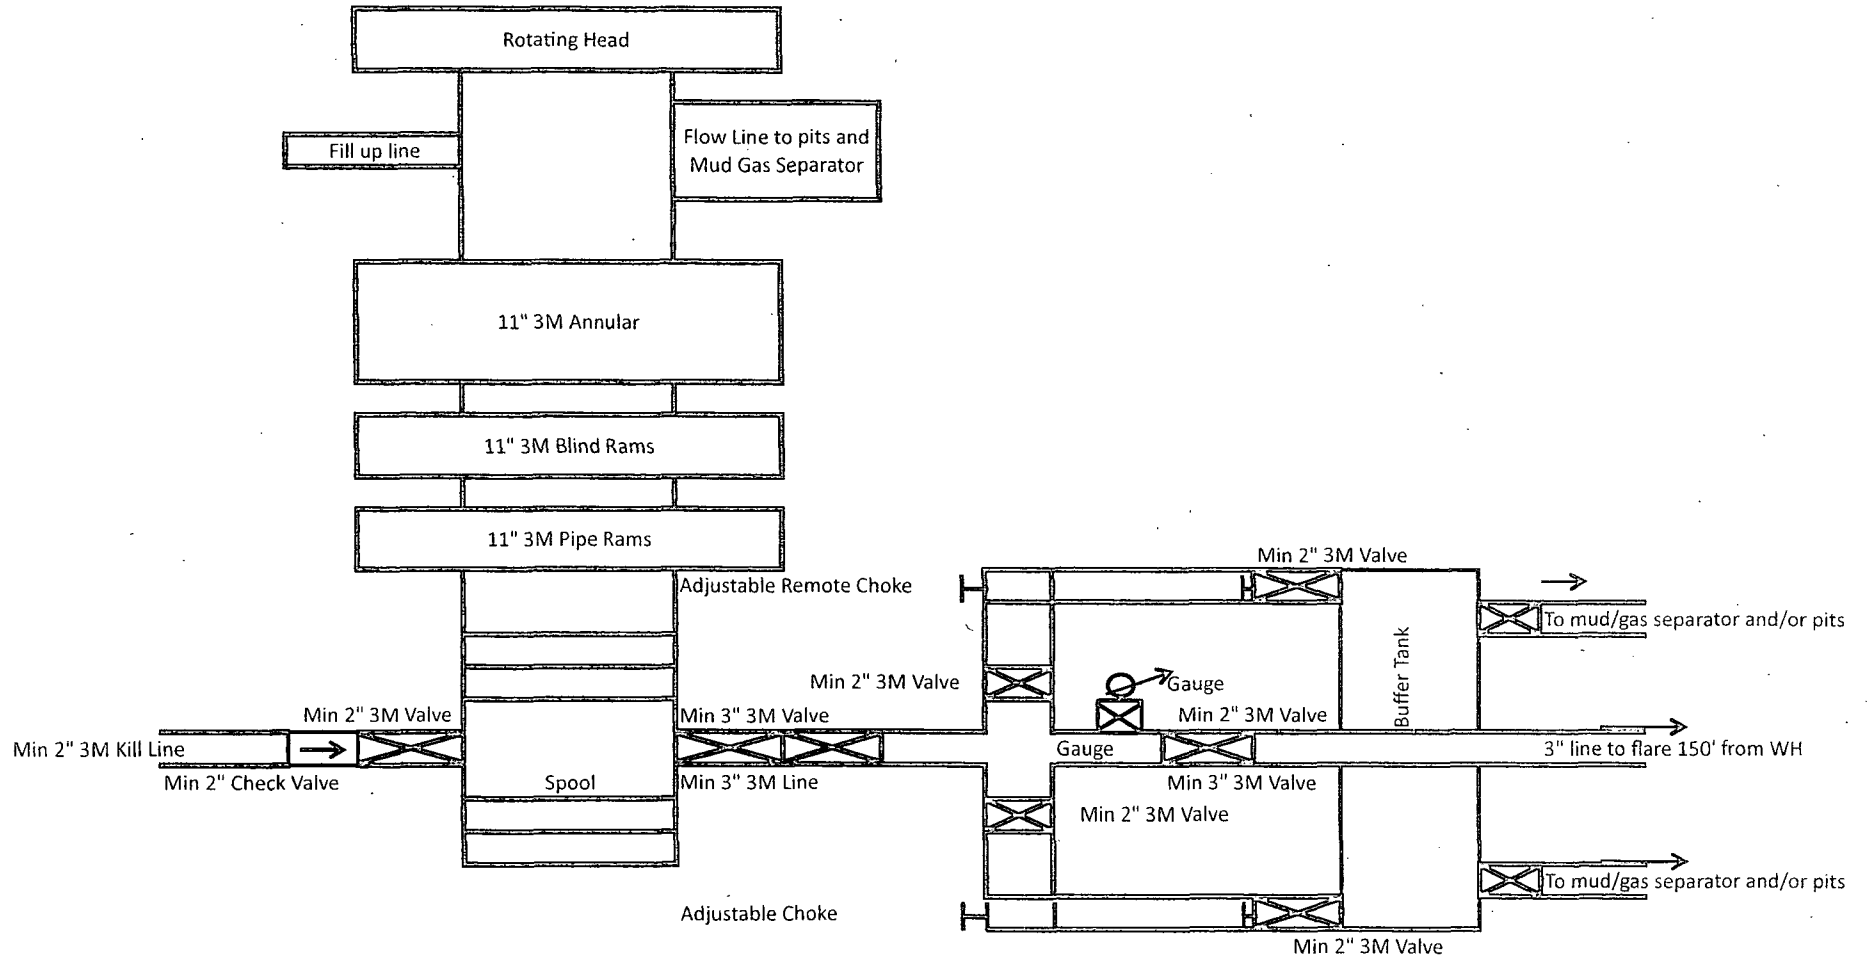 Rotating Head
Fill up line
Flow Line to pits and
Mud Gas Separator
11" 3M Annular
11" 3M Blind Rams
11" 3M Pipe Rams
Adjustable Remote Choke
Min 2" 3M Valve
To mud/gas separator and/or pits
Buffer Tank
Min 2" 3M Valve
Gauge
Min 2" 3M Valve
Min 3" 3M Valve
Min 2" 3M Valve
Min 2" 3M Kill Line
Gauge
3" line to flare 150' from WH
Min 2" Check Valve
Spool
Min 3" 3M Line
Min 3" 3M Valve
Min 2" 3M Valve
To mud/gas separator and/or pits
Adjustable Choke
Min 2" 3M Valve